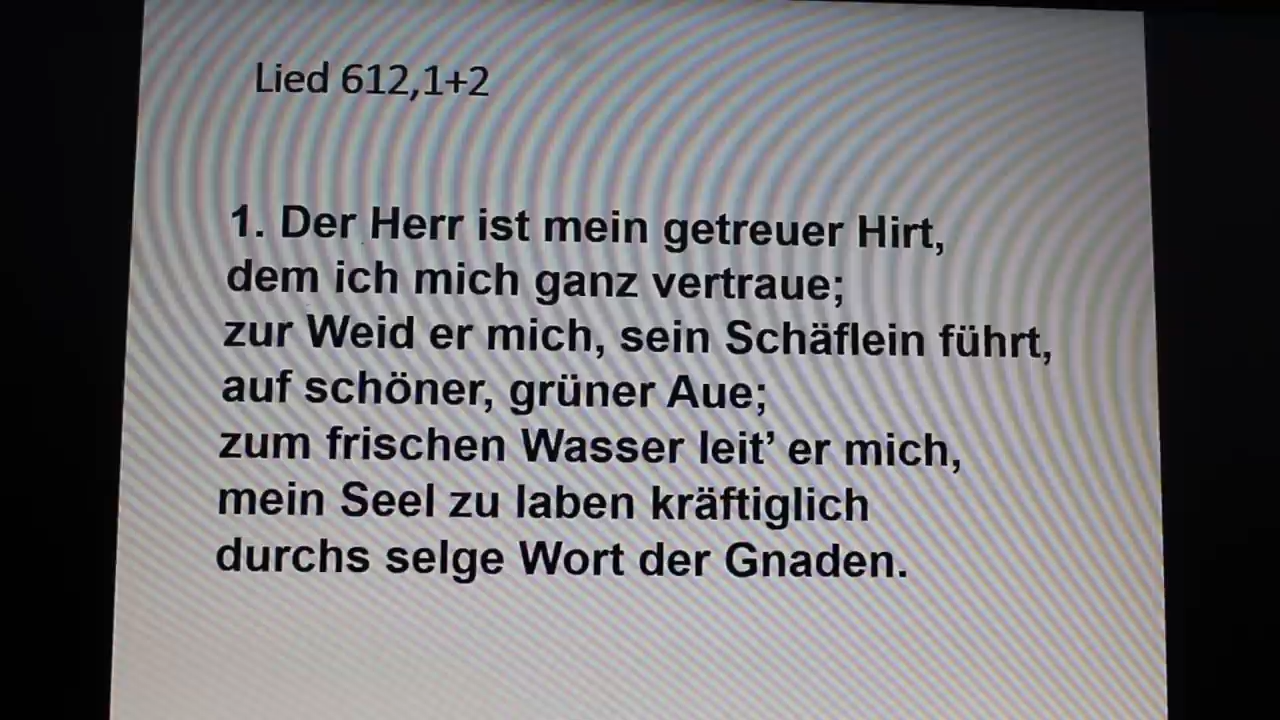 Lied 612,1+2
1. Der Herr ist mein getreuer Hirt,
dem ich mich ganz vertraue;
zur Weid er mich, sein Schäflein führt,
auf schöner, grüner Aue;
zum frischen Wasser leit’ er mich,
mein Seel zu laben kräftiglich
durchs selge Wort der Gnaden.